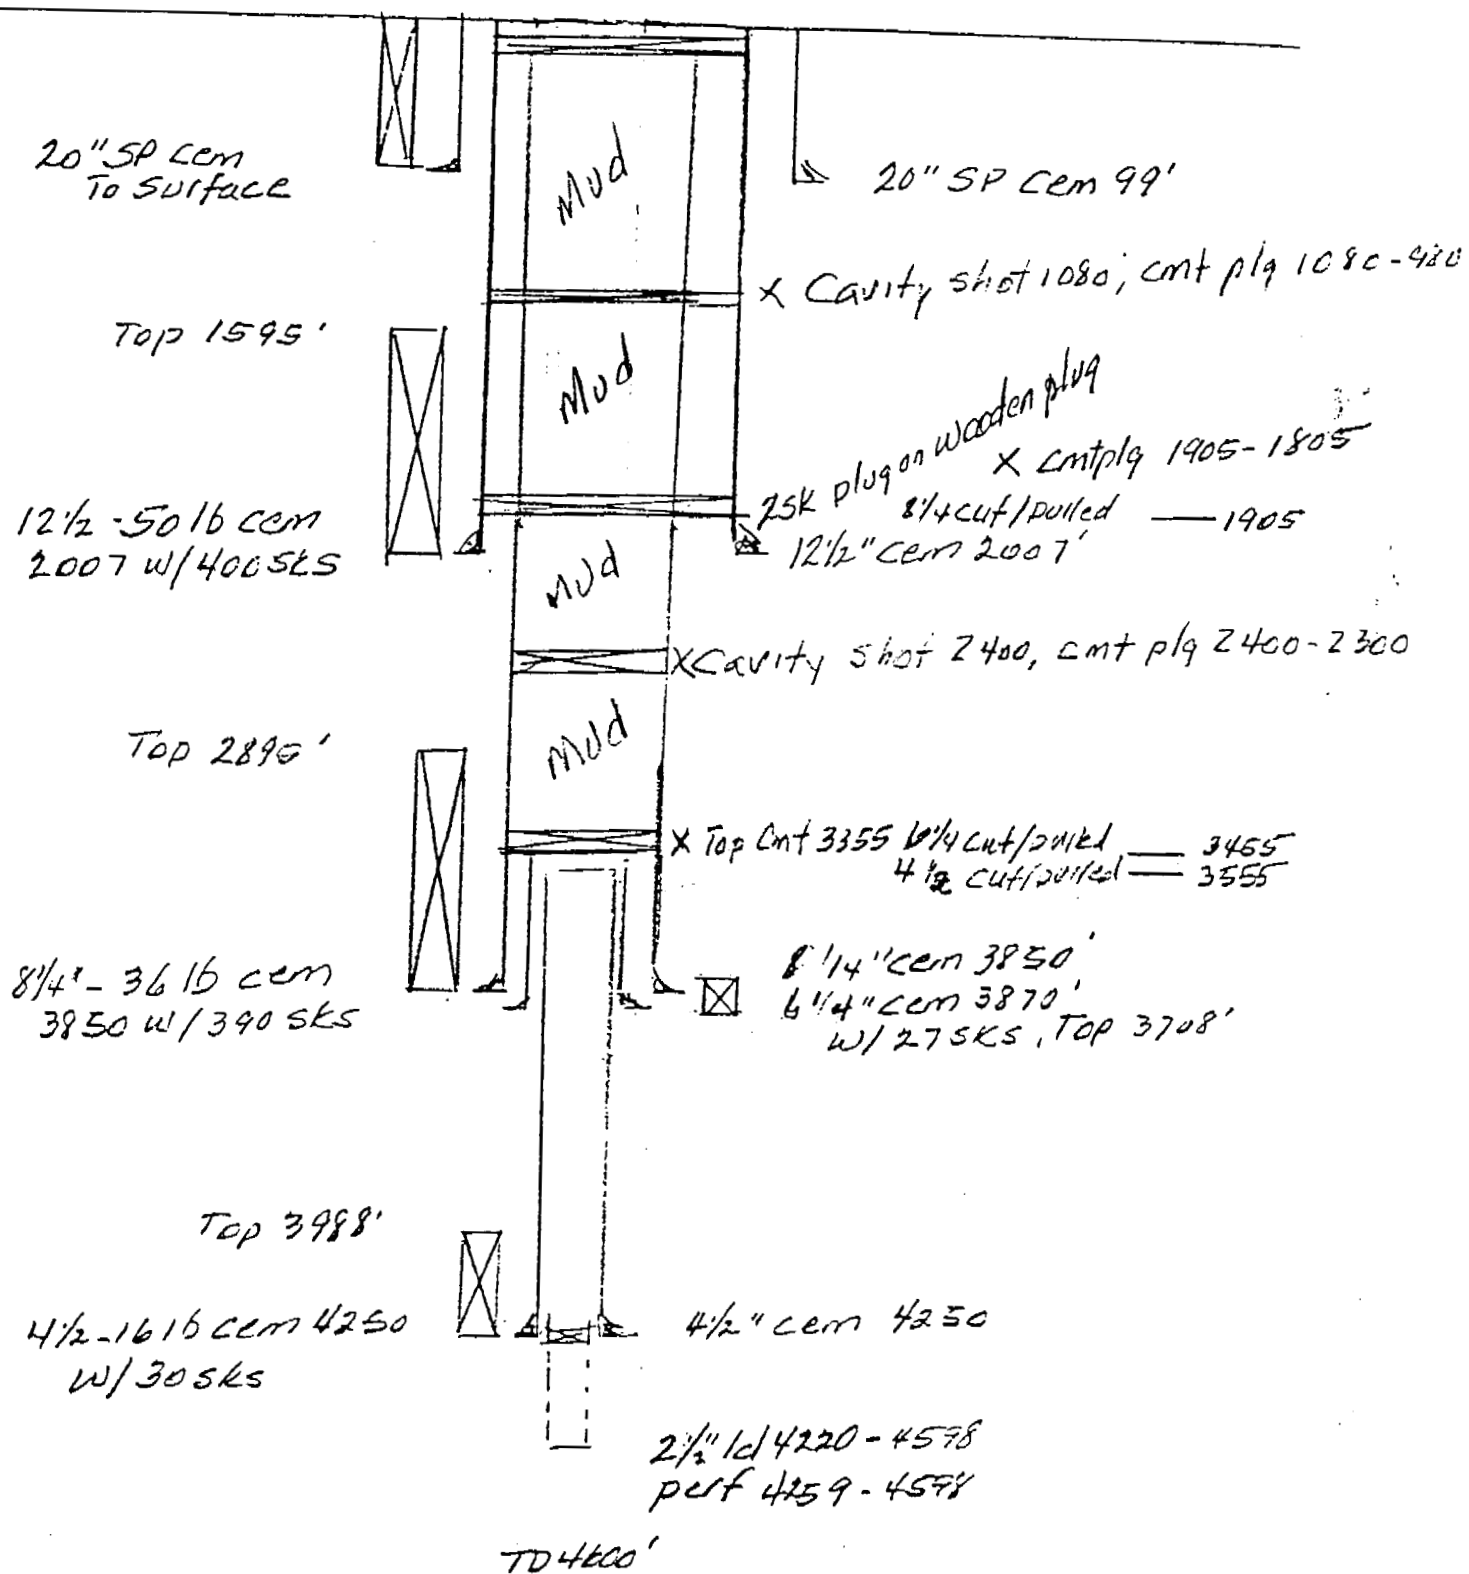 20" SP cem
To Surface
20" SP cem 99'
Mud
X Cavity shot 1080', cmt plg 1080-980
Top 1595'
Mud
25K plug on wooden plug
X cmtplg 1905-1805
8 1/4 cut/pulled — 1905
12 1/2 -50 lb cem
2007 w/400 SKS
12 1/2" cem 2007'
Mud
X Cavity shot 2400, cmt plg 2400-2300
Mud
Top 2895'
X Top Cmt 3355 6 1/4 cut/pulled — 3455
4 1/2 cut/pulled — 3555
8 1/4" - 36 lb cem
3850 w/390 SKS
8 1/4" cem 3850'
6 1/4" cem 3870'
w/27 SKS, Top 3708'
Top 3988'
4 1/2 -16 lb cem 4250
w/30 sks
4 1/2" cem 4250
2 1/2" ld 4220-4598
perf 4259-4598
TD 4600'